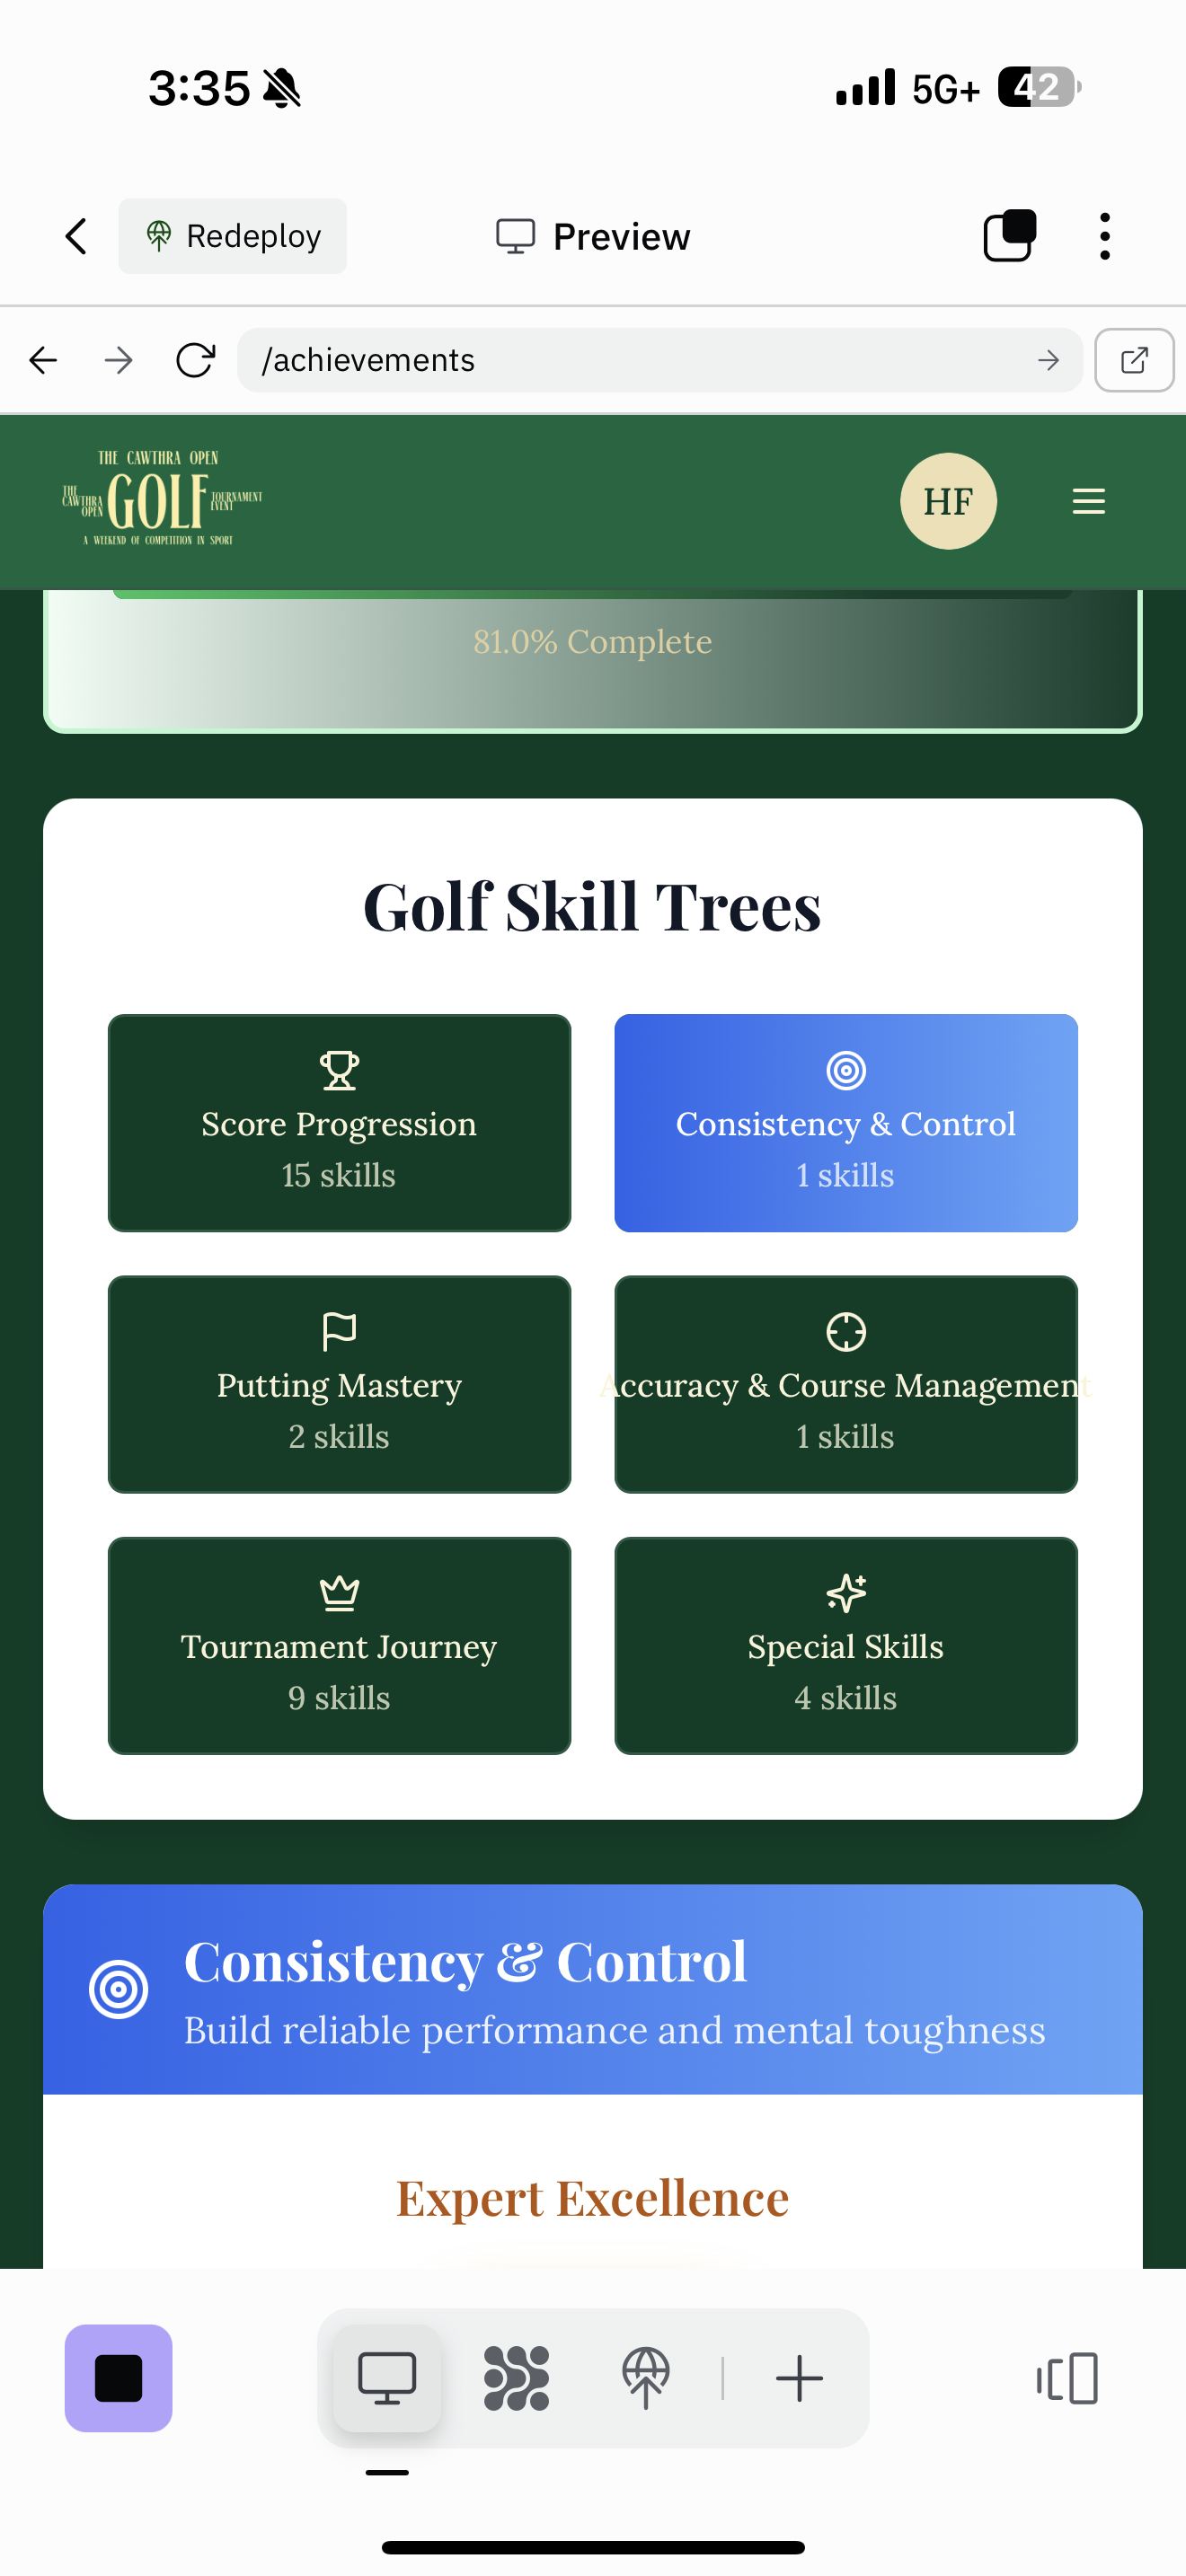 3:35
5G+
42
Redeploy
Preview
/achievements
THE CAWTHRA OPEN
THE CAWTHRA OPEN
GOLF
TOURNAMENT EVENT
A WEEKEND OF COMPETITION IN SPORT
HF
81.0% Complete
Golf Skill Trees
Score Progression
15 skills
Consistency & Control
1 skills
Putting Mastery
2 skills
Accuracy & Course Management
1 skills
Tournament Journey
9 skills
Special Skills
4 skills
Consistency & Control
Build reliable performance and mental toughness
Expert Excellence